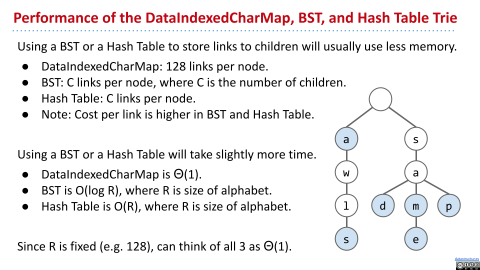 Performance of the DataIndexedCharMap, BST, and Hash Table Trie
Using a BST or a Hash Table to store links to children will usually use less memory.
● DataIndexedCharMap: 128 links per node.
● BST: C links per node, where C is the number of children.
● Hash Table: C links per node.
● Note: Cost per link is higher in BST and Hash Table.
Using a BST or a Hash Table will take slightly more time.
● DataIndexedCharMap is Θ(1).
● BST is O(log R), where R is size of alphabet.
● Hash Table is O(R), where R is size of alphabet.
Since R is fixed (e.g. 128), can think of all 3 as Θ(1).
a s
w a
l d m p
s e